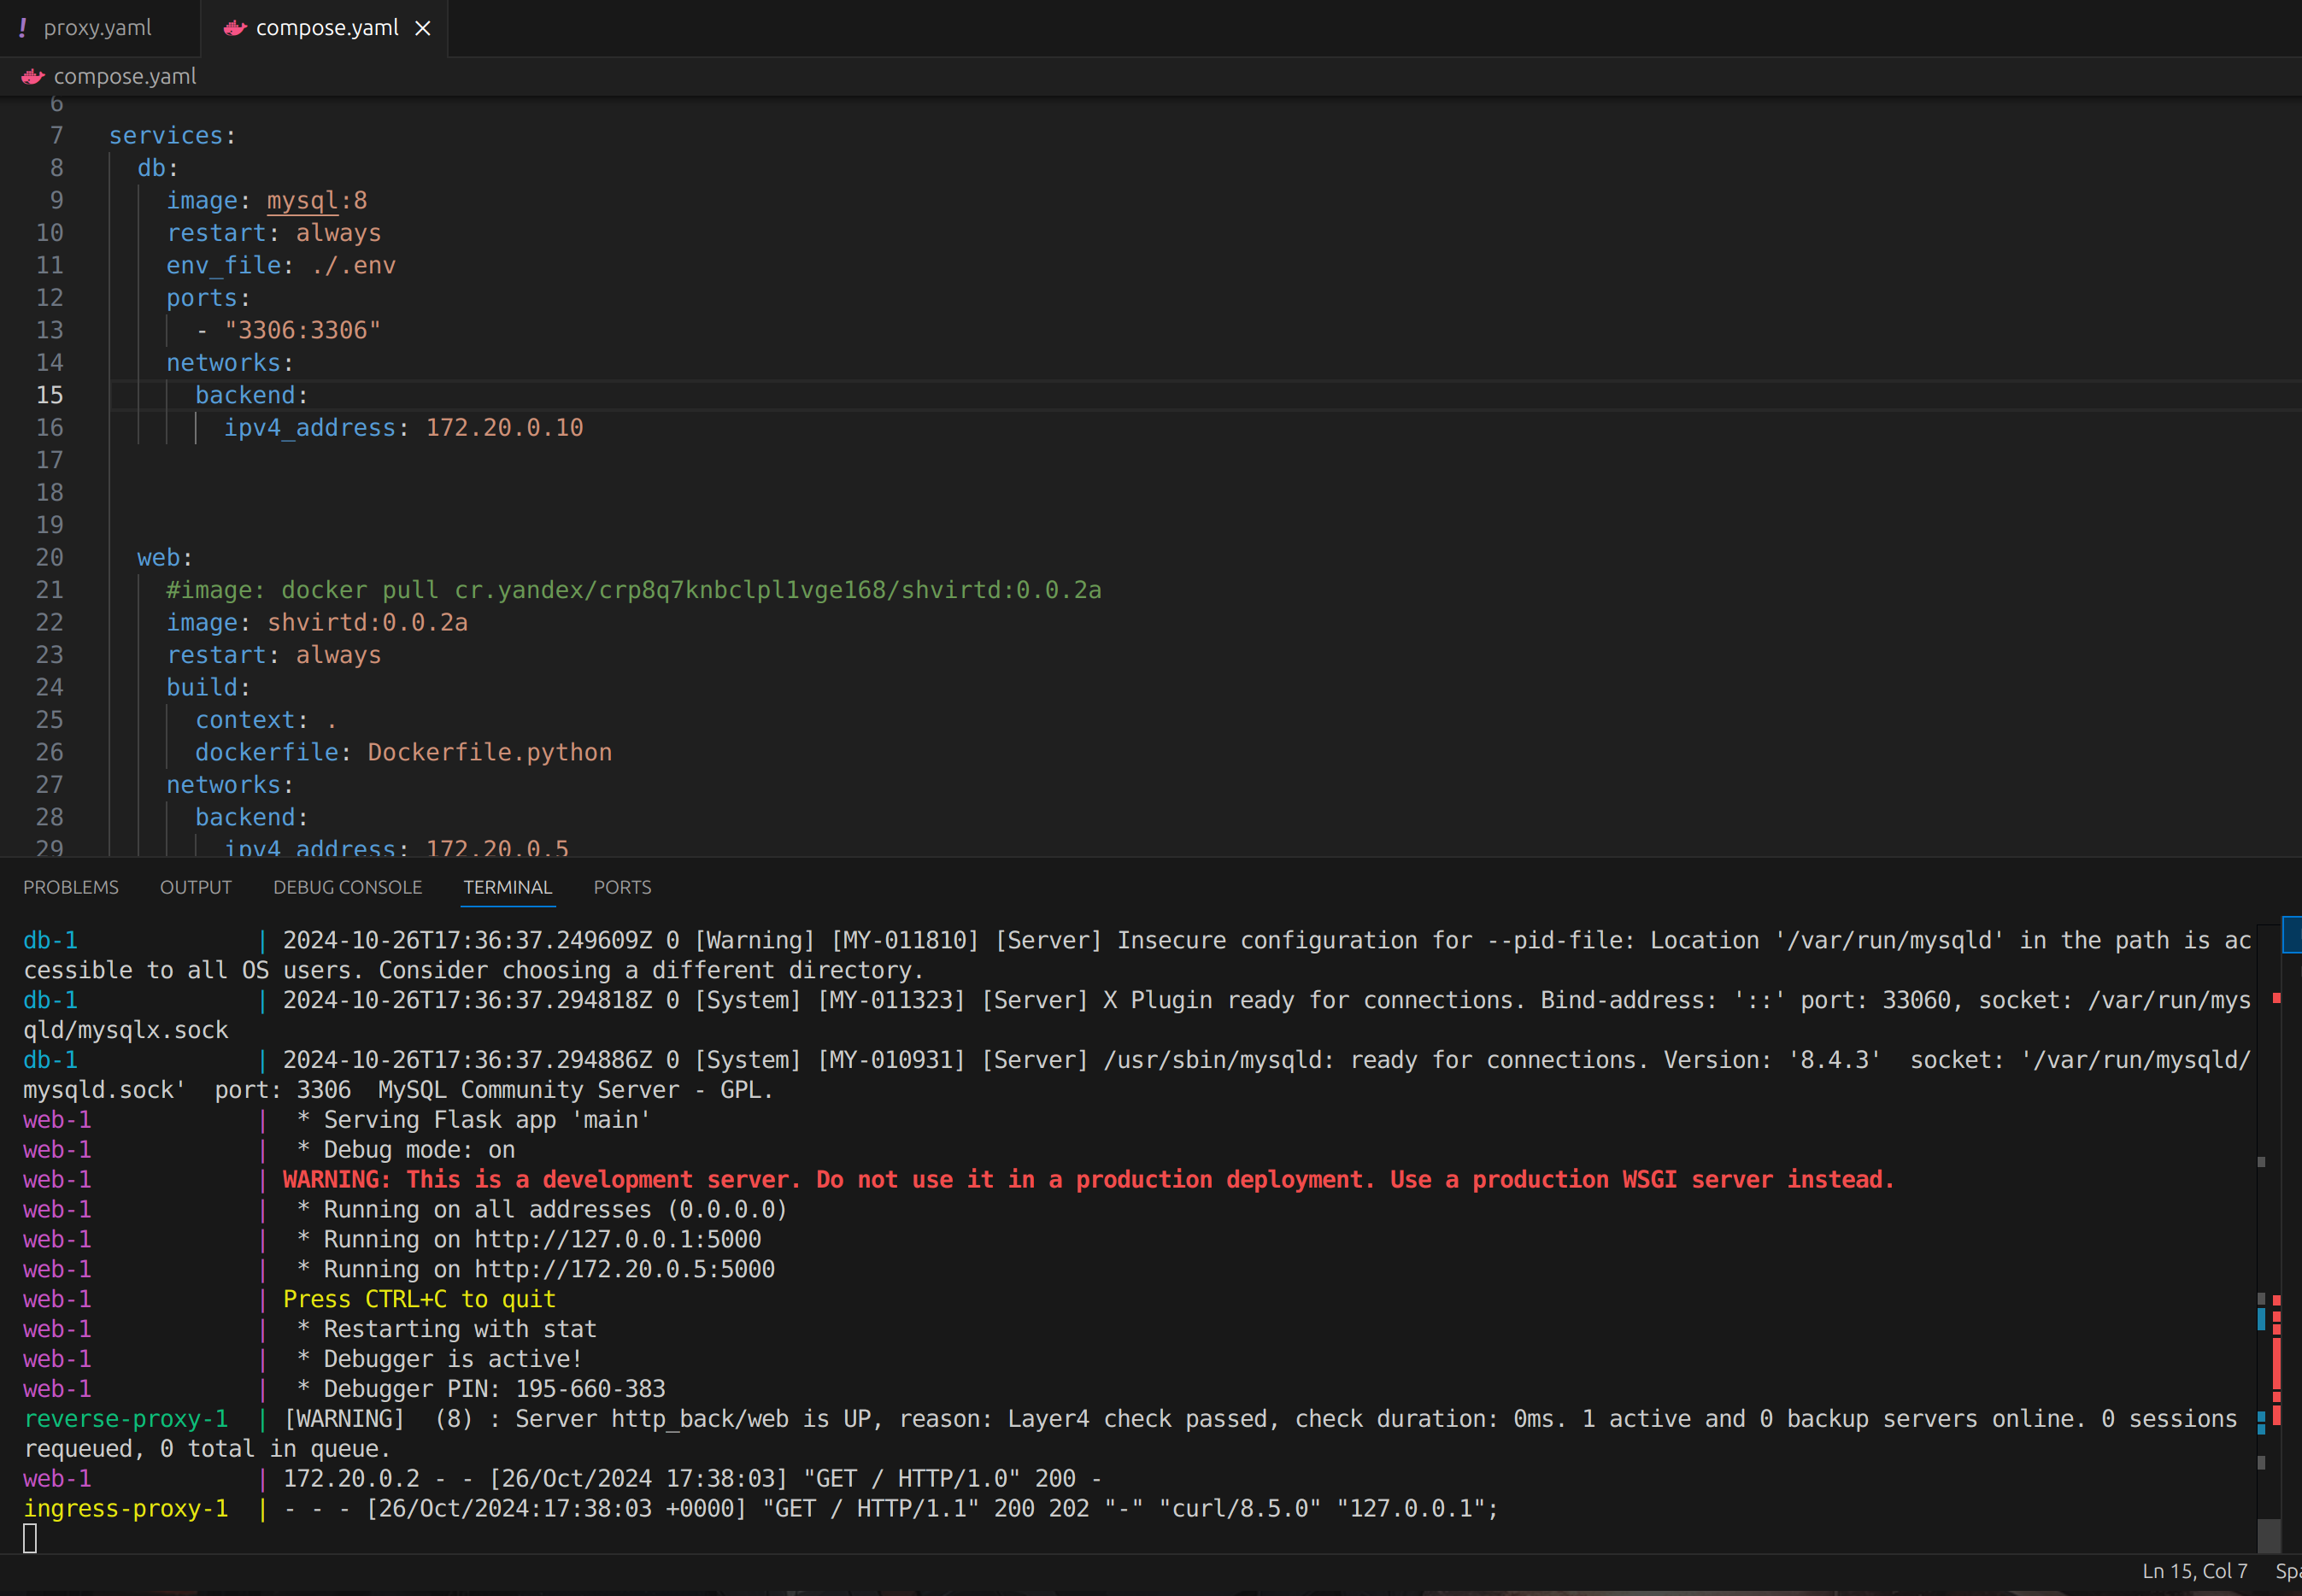 ! proxy.yaml
compose.yaml ×
compose.yaml
6
7 services:
8 db:
9 image: mysql:8
10 restart: always
11 env_file: ./.env
12 ports:
13 - "3306:3306"
14 networks:
15 backend:
16 ipv4_address: 172.20.0.10
17
18
19
20 web:
21 #image: docker pull cr.yandex/crp8q7knbclpl1vge168/shvirtd:0.0.2a
22 image: shvirtd:0.0.2a
23 restart: always
24 build:
25 context: .
26 dockerfile: Dockerfile.python
27 networks:
28 backend:
29 ipv4_address: 172.20.0.5
PROBLEMS OUTPUT DEBUG CONSOLE TERMINAL PORTS
db-1 | 2024-10-26T17:36:37.249609Z 0 [Warning] [MY-011810] [Server] Insecure configuration for --pid-file: Location '/var/run/mysqld' in the path is ac
cessible to all OS users. Consider choosing a different directory.
db-1 | 2024-10-26T17:36:37.294818Z 0 [System] [MY-011323] [Server] X Plugin ready for connections. Bind-address: '::' port: 33060, socket: /var/run/mys
qld/mysqlx.sock
db-1 | 2024-10-26T17:36:37.294886Z 0 [System] [MY-010931] [Server] /usr/sbin/mysqld: ready for connections. Version: '8.4.3'  socket: '/var/run/mysqld/
mysqld.sock'  port: 3306  MySQL Community Server - GPL.
web-1 | * Serving Flask app 'main'
web-1 | * Debug mode: on
web-1 | WARNING: This is a development server. Do not use it in a production deployment. Use a production WSGI server instead.
web-1 | * Running on all addresses (0.0.0.0)
web-1 | * Running on http://127.0.0.1:5000
web-1 | * Running on http://172.20.0.5:5000
web-1 | Press CTRL+C to quit
web-1 | * Restarting with stat
web-1 | * Debugger is active!
web-1 | * Debugger PIN: 195-660-383
reverse-proxy-1 | [WARNING]  (8) : Server http_back/web is UP, reason: Layer4 check passed, check duration: 0ms. 1 active and 0 backup servers online. 0 sessions
requeued, 0 total in queue.
web-1 | 172.20.0.2 - - [26/Oct/2024 17:38:03] "GET / HTTP/1.0" 200 -
ingress-proxy-1 | - - - [26/Oct/2024:17:38:03 +0000] "GET / HTTP/1.1" 200 202 "-" "curl/8.5.0" "127.0.0.1";
Ln 15, Col 7 Spa